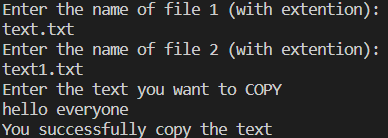 Enter the name of file 1 (with extention):
text.txt
Enter the name of file 2 (with extention):
text1.txt
Enter the text you want to COPY
hello everyone
You successfully copy the text